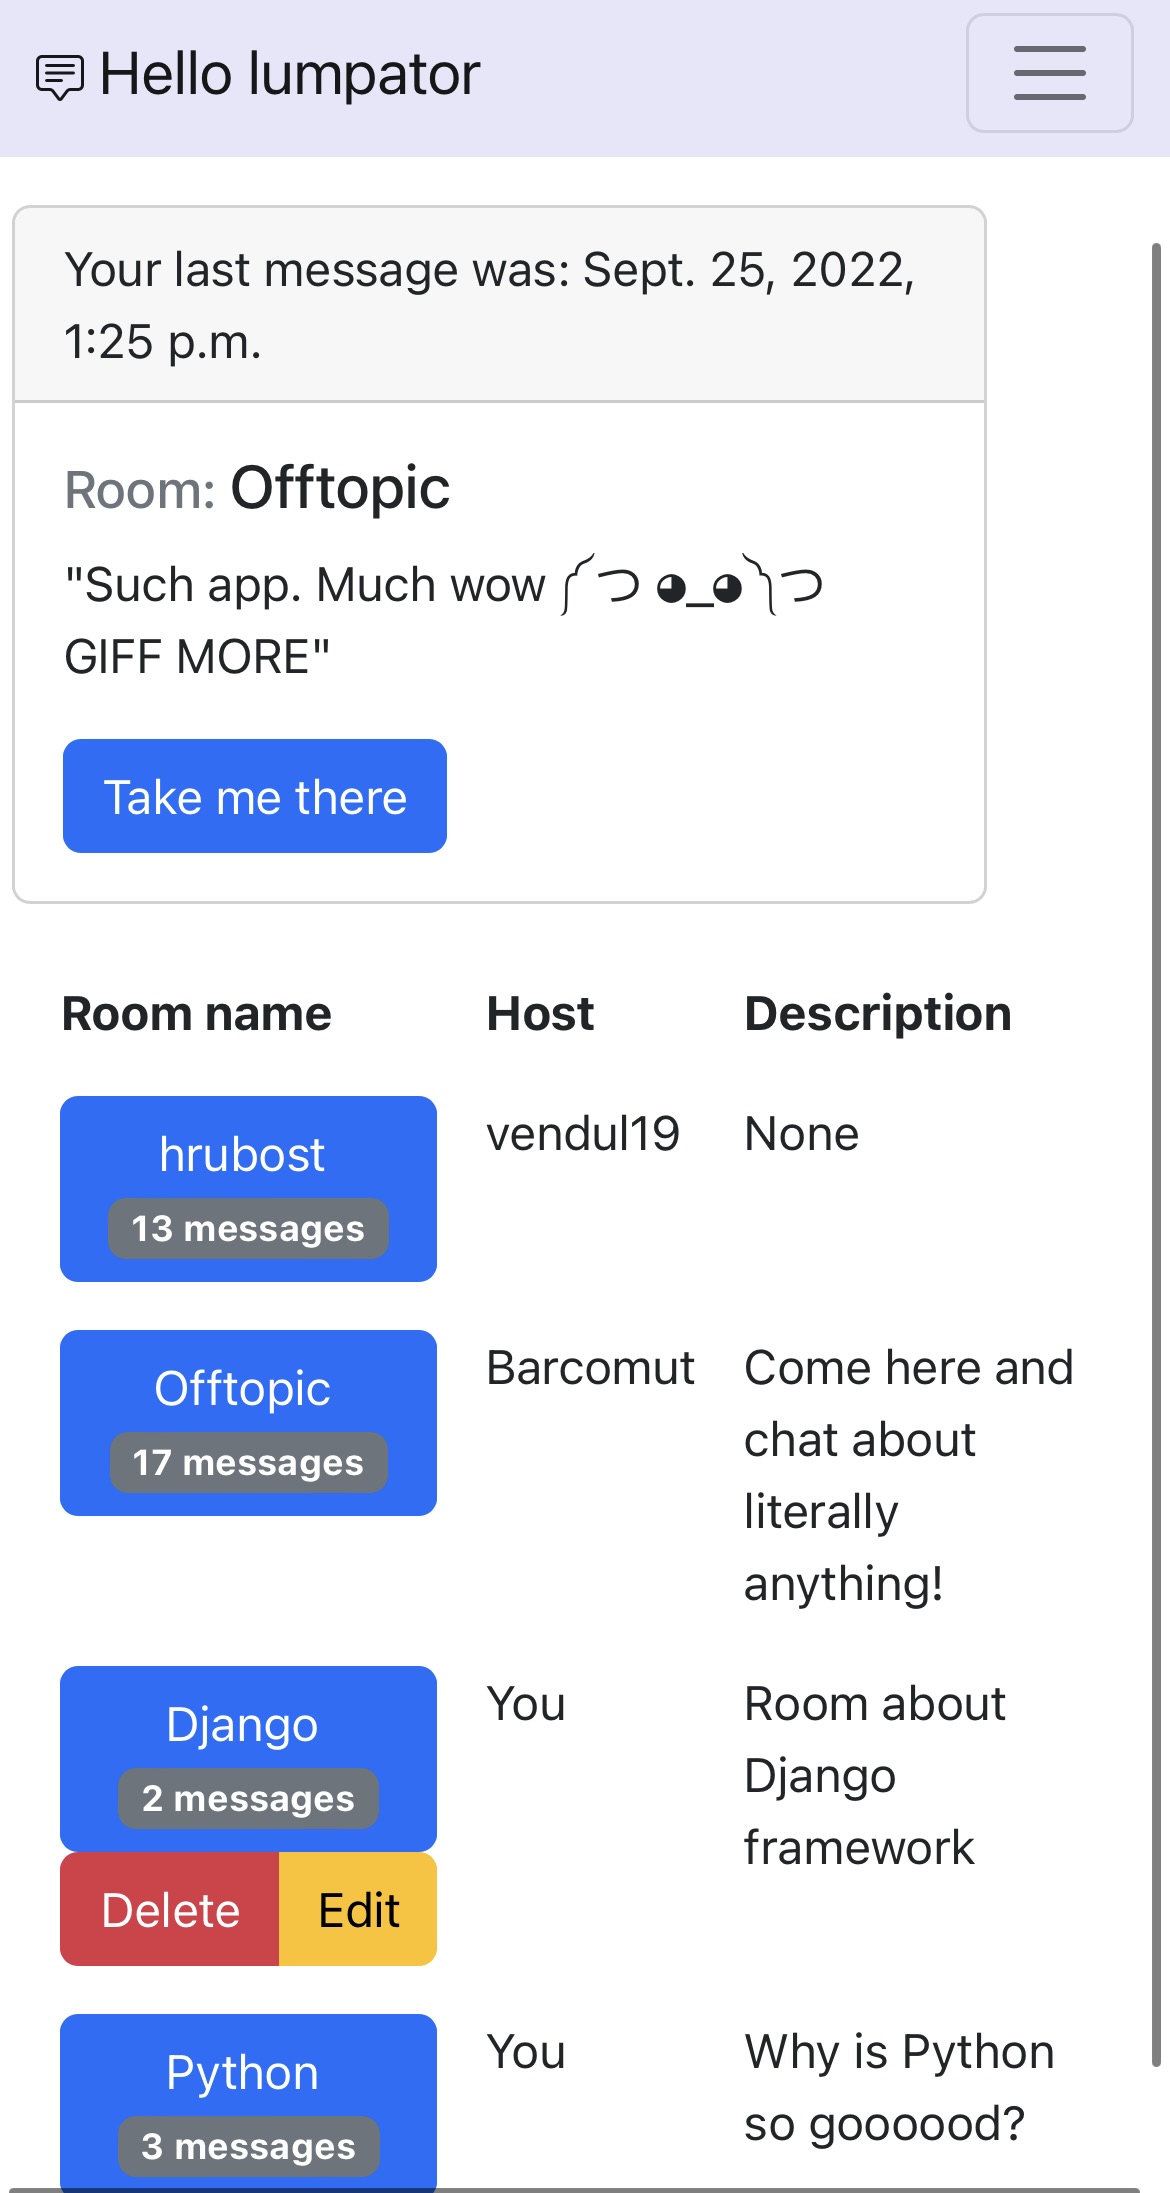 Hello lumpator
Your last message was: Sept. 25, 2022,
1:25 p.m.
Room: Offtopic
"Such app. Much wow ༼つ ◕_◕༽つ
GIFF MORE"
Take me there
Room name Host Description
hrubost vendul19 None
13 messages
Offtopic Barcomut Come here and
17 messages chat about
literally
anything!
Django You Room about
2 messages Django
framework
Delete Edit
Python You Why is Python
3 messages so goooood?